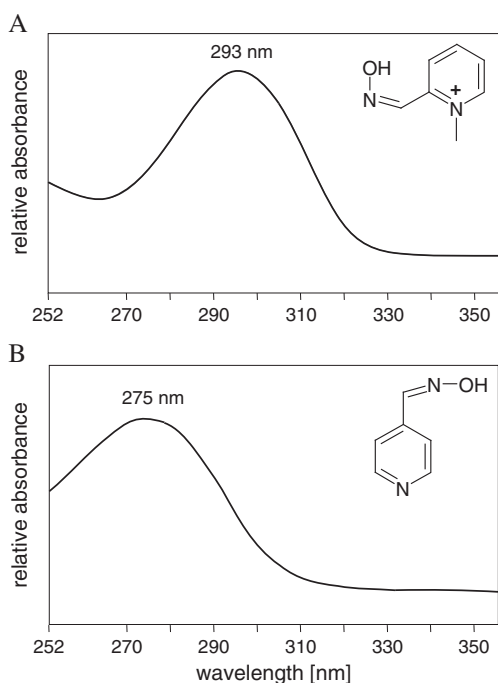 A
293 nm
OH
N
+
N
relative absorbance
252 270 290 310 330 350
B
275 nm
N OH
N
relative absorbance
252 270 290 310 330 350
wavelength [nm]